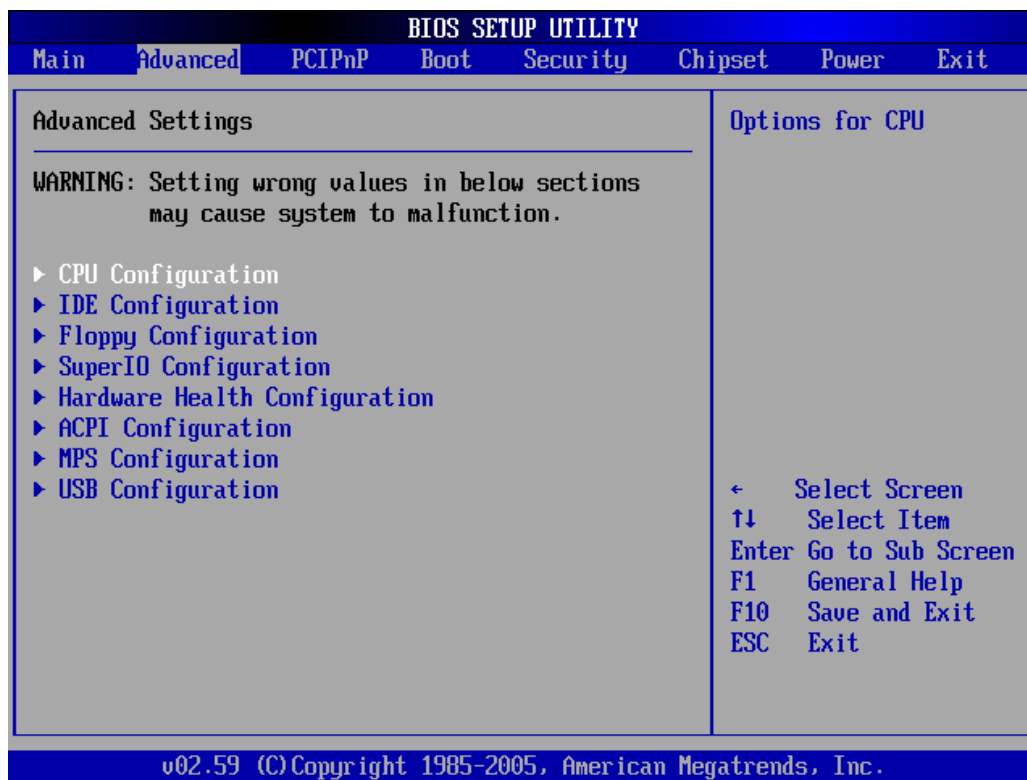 BIOS SETUP UTILITY
Main Advanced PCIPnP Boot Security Chipset Power Exit
Advanced Settings
WARNING: Setting wrong values in below sections
may cause system to malfunction.
▶ CPU Configuration
▶ IDE Configuration
▶ Floppy Configuration
▶ SuperIO Configuration
▶ Hardware Health Configuration
▶ ACPI Configuration
▶ MPS Configuration
▶ USB Configuration
Options for CPU
← Select Screen
↑↓ Select Item
Enter Go to Sub Screen
F1 General Help
F10 Save and Exit
ESC Exit
v02.59 (C)Copyright 1985-2005, American Megatrends, Inc.